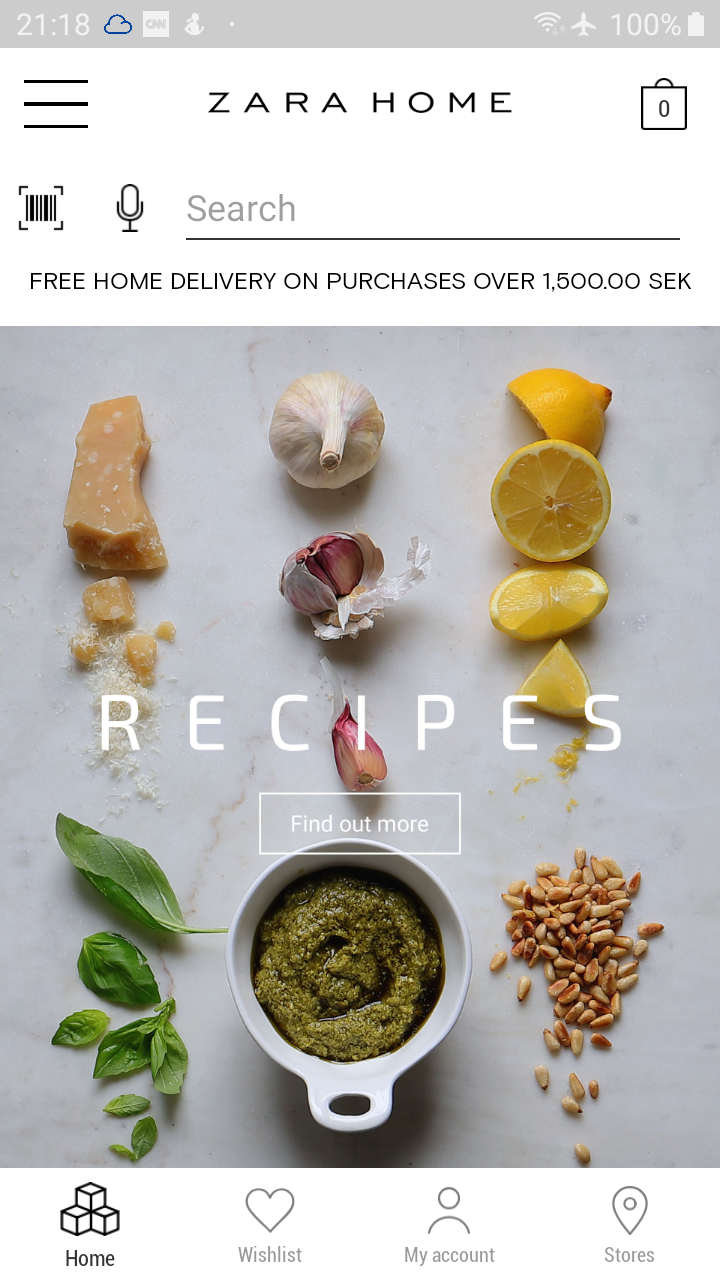 21:18
CNN
100%
ZARA HOME
0
Search
FREE HOME DELIVERY ON PURCHASES OVER 1,500.00 SEK
RECIPES
Find out more
Home
Wishlist
My account
Stores